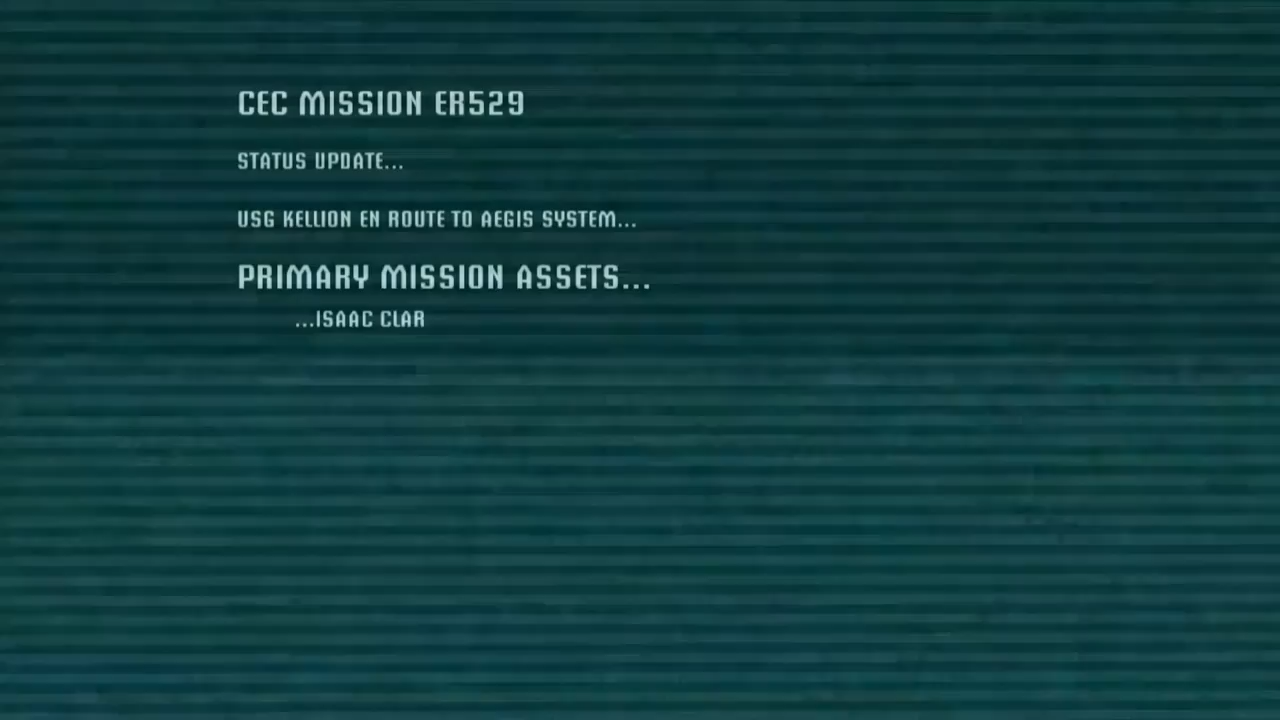 CEC MISSION ER529
STATUS UPDATE...
USG KELLION EN ROUTE TO AEGIS SYSTEM...
PRIMARY MISSION ASSETS...
...ISAAC CLAR